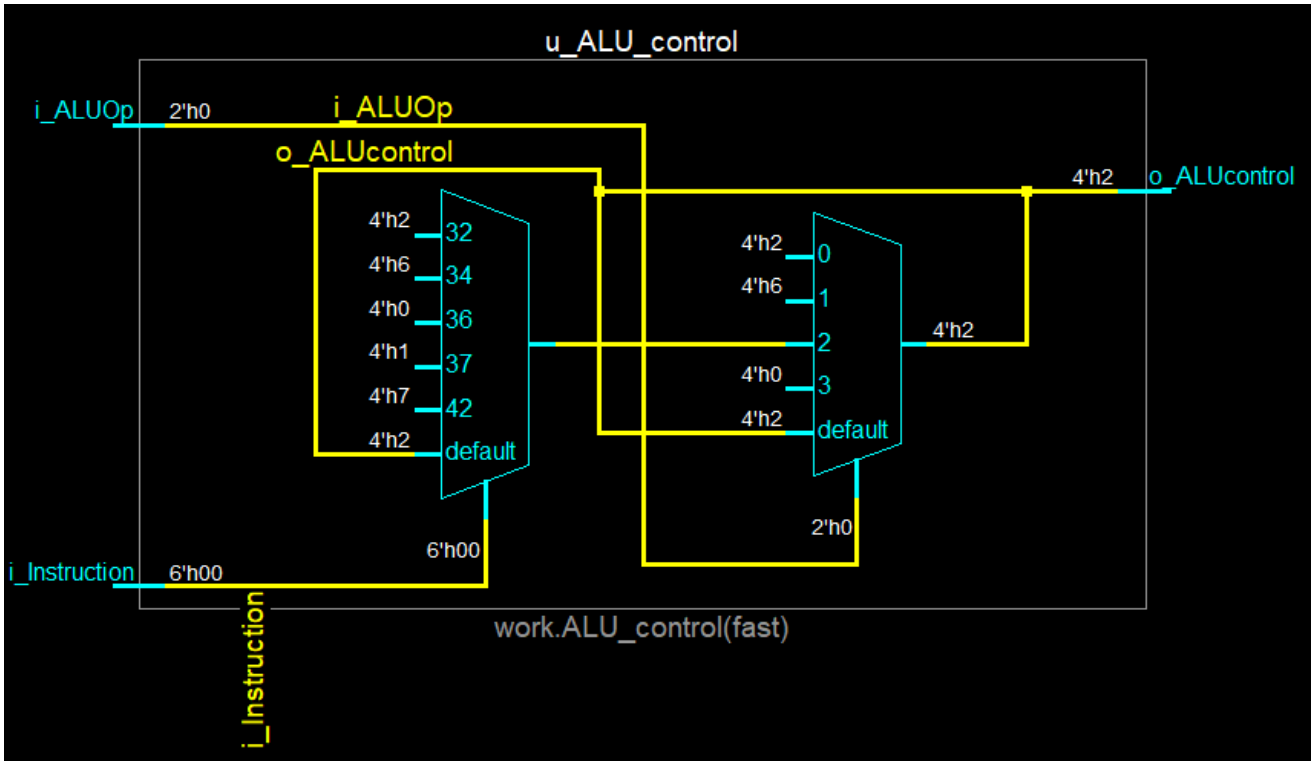 u_ALU_control
i_ALUOp
2'h0
i_ALUOp
o_ALUcontrol
4'h2
o_ALUcontrol
4'h2
32
4'h6
34
4'h0
36
4'h1
37
4'h7
42
4'h2
default
4'h2
0
4'h6
1
2
4'h2
4'h0
3
4'h2
default
6'h00
2'h0
i_Instruction
6'h00
i_Instruction
work.ALU_control(fast)